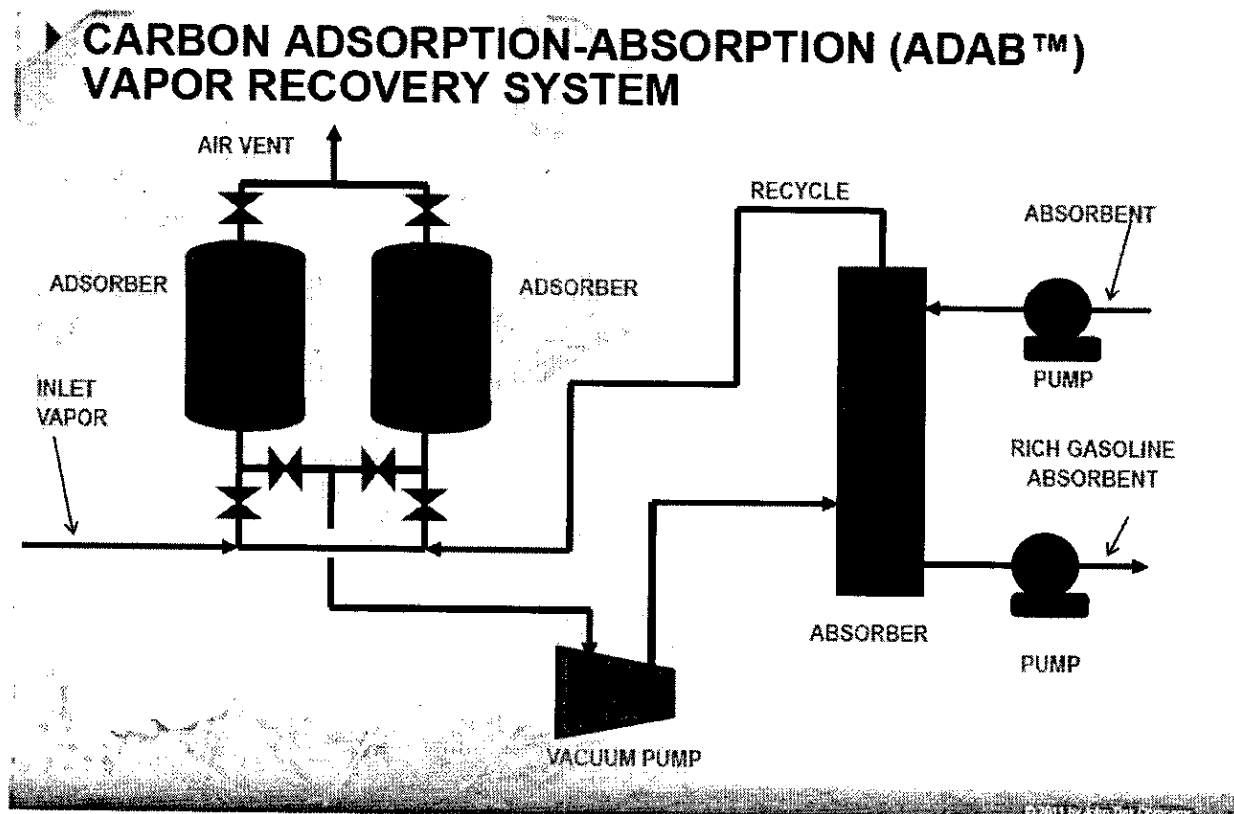 CARBON ADSORPTION-ABSORPTION (ADAB™)
VAPOR RECOVERY SYSTEM
AIR VENT
RECYCLE
ABSORBENT
ADSORBER
ADSORBER
INLET
VAPOR
PUMP
RICH GASOLINE
ABSORBENT
ABSORBER
PUMP
VACUUM PUMP